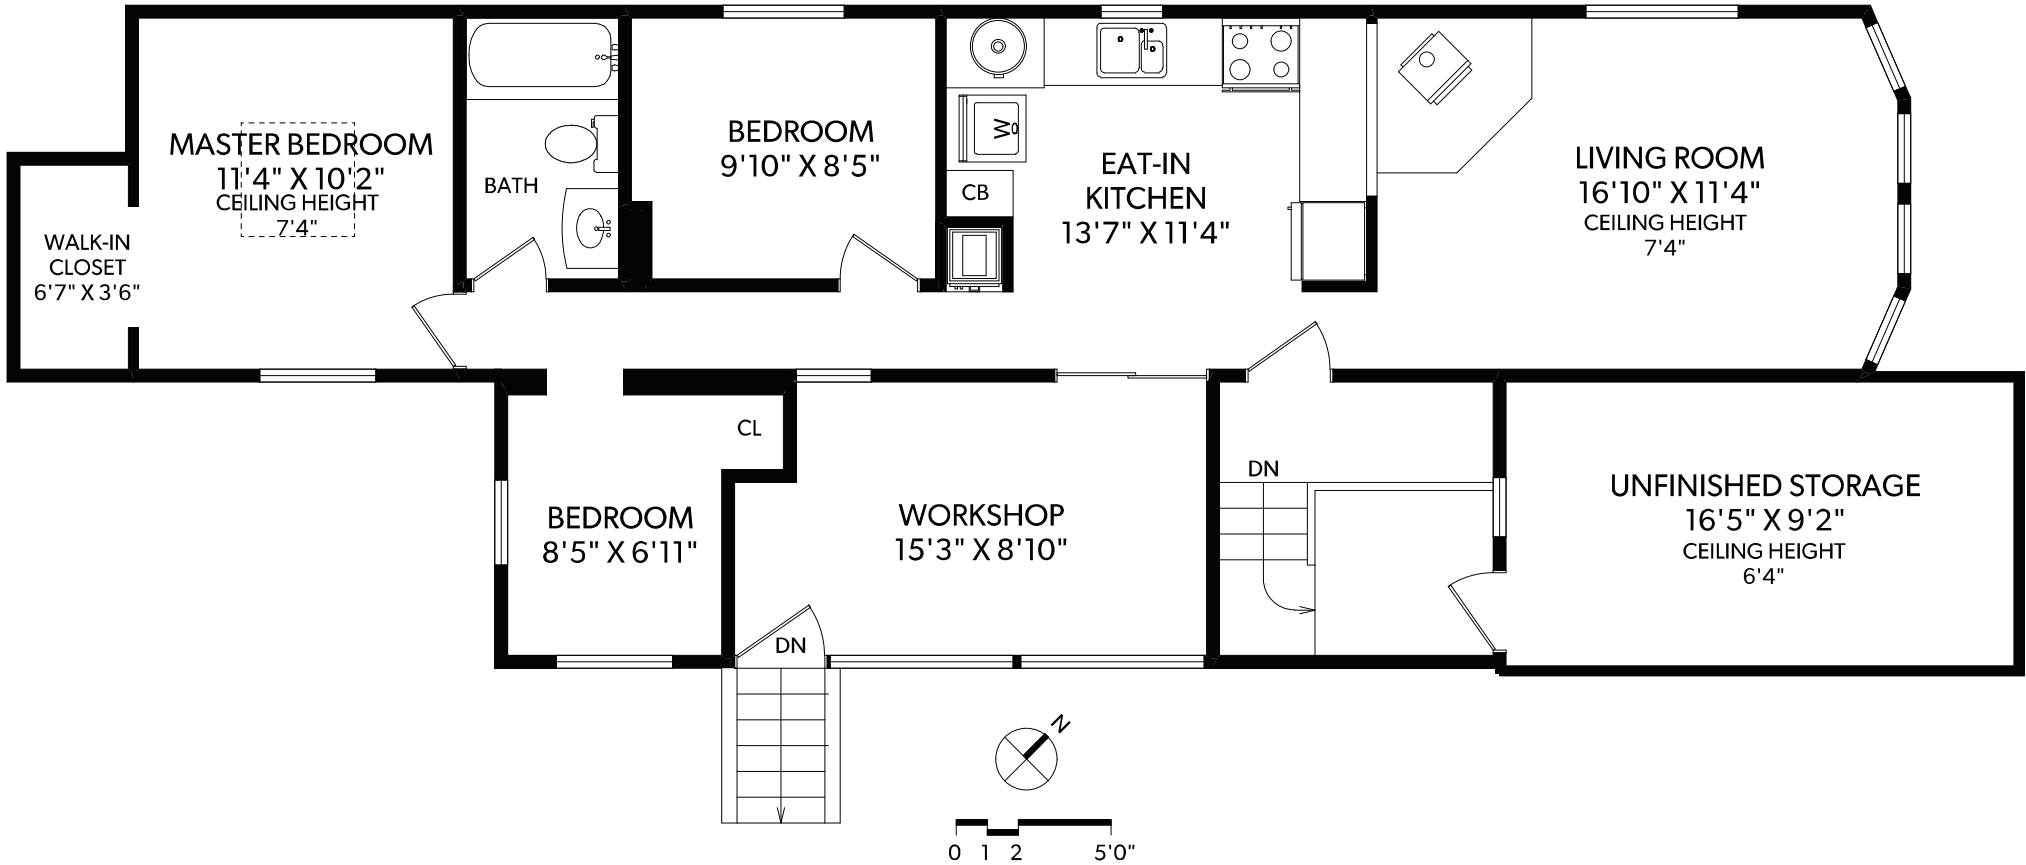 MASTER BEDROOM
11'4" X 10'2"
CEILING HEIGHT
7'4"
WALK-IN
CLOSET
6'7" X 3'6"
BATH
BEDROOM
9'10" X 8'5"
W
CB
EAT-IN
KITCHEN
13'7" X 11'4"
LIVING ROOM
16'10" X 11'4"
CEILING HEIGHT
7'4"
CL
BEDROOM
8'5" X 6'11"
WORKSHOP
15'3" X 8'10"
DN
DN
UNFINISHED STORAGE
16'5" X 9'2"
CEILING HEIGHT
6'4"
N
0 1 2 5'0"